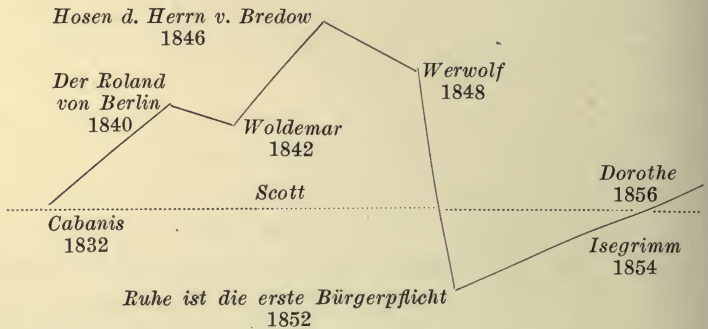 Hosen d. Herrn v. Bredow
1846
Der Roland
von Berlin
1840
Werwolf
1848
Woldemar
1842
Scott
Dorothe
1856
Cabanis
1832
Isegrimm
1854
Ruhe ist die erste Bürgerpflicht
1852